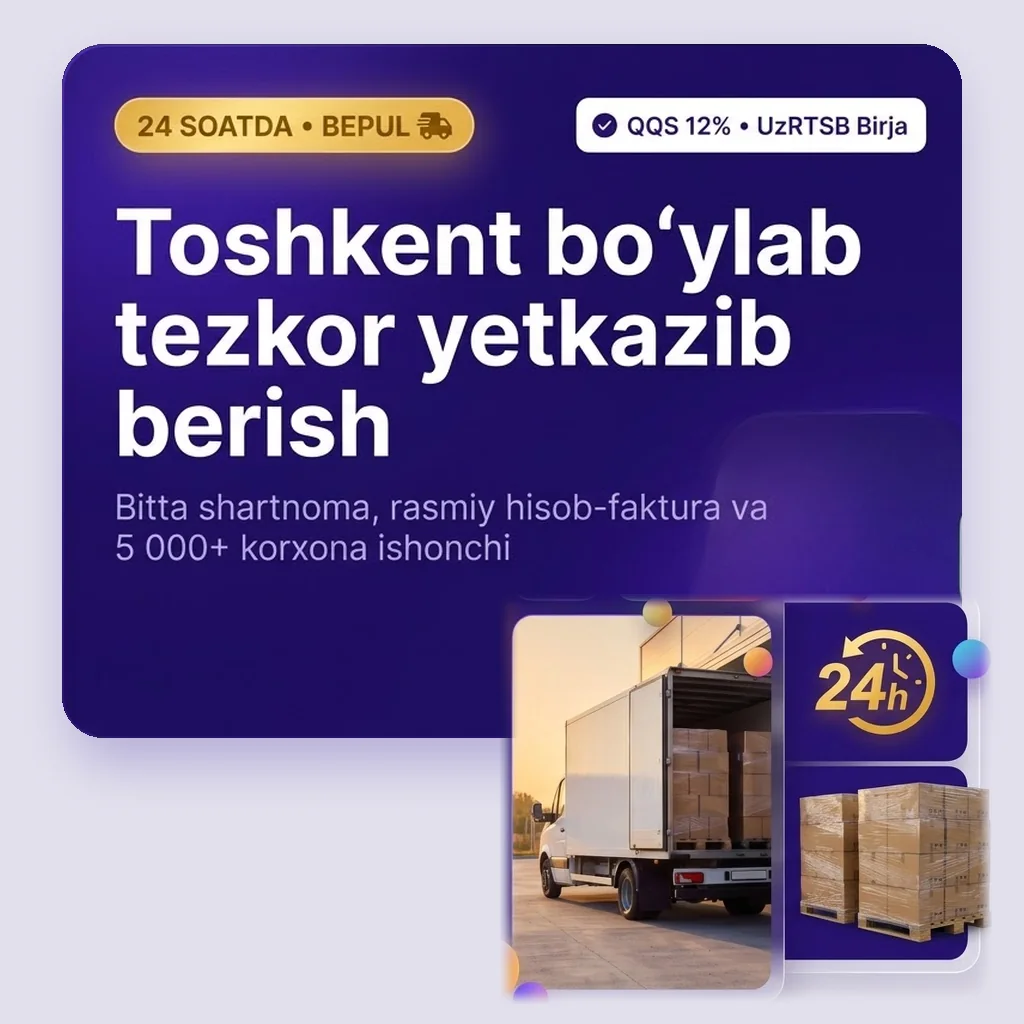 24 SOATDA • BEPUL
QQS 12% • UzRTSB Birja
Toshkent bo‘ylab
tezkor yetkazib
berish
Bitta shartnoma, rasmiy hisob-faktura va
5 000+ korxona ishonchi
24h